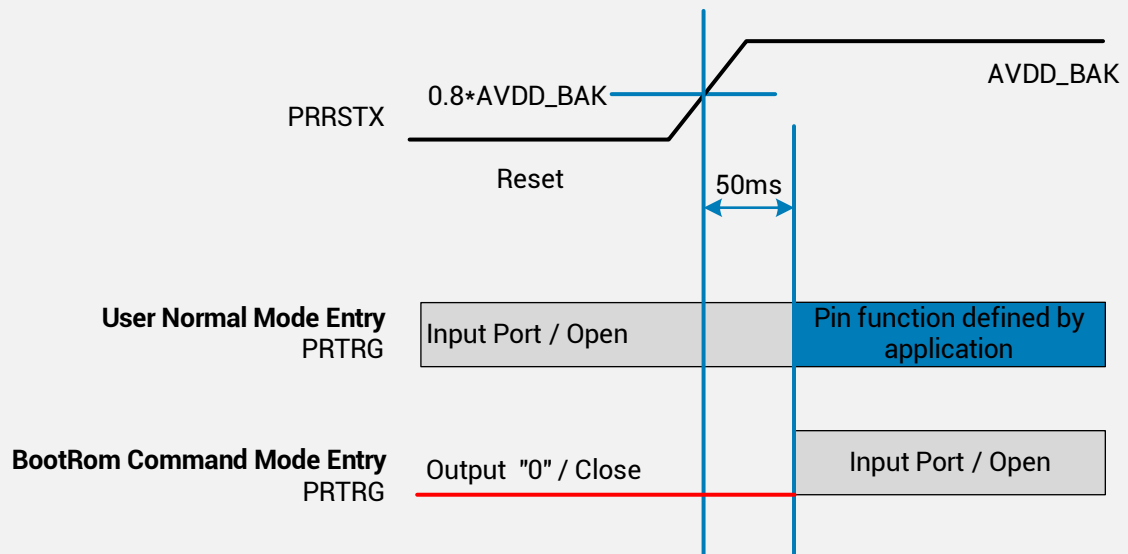 AVDD_BAK
0.8*AVDD_BAK
PRRSTX
Reset
50ms
User Normal Mode Entry
PRTRG
Input Port / Open
Pin function defined by
application
BootRom Command Mode Entry
PRTRG
Output "0" / Close
Input Port / Open